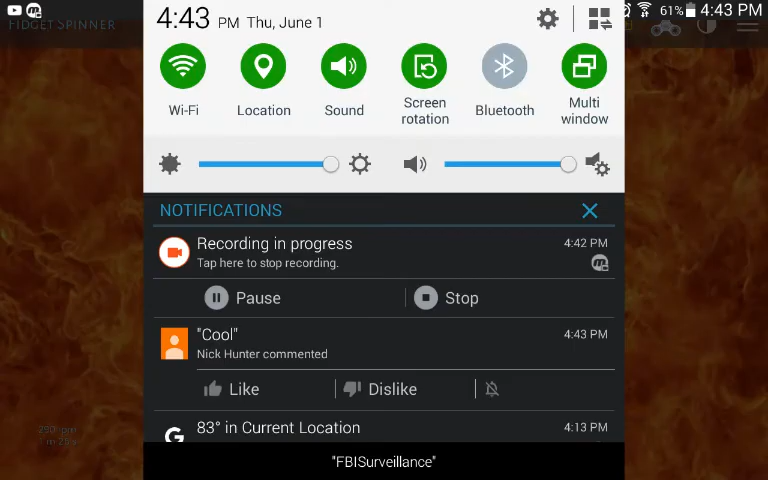 4:43 PM Thu, June 1
61% 4:43 PM
FIDGET SPINNER
Wi-Fi
Location
Sound
Screen
rotation
Bluetooth
Multi
window
NOTIFICATIONS
Recording in progress
4:42 PM
Tap here to stop recording.
Pause
Stop
"Cool"
4:43 PM
Nick Hunter commented
Like
Dislike
G
83° in Current Location
4:13 PM
"FBISurveillance"